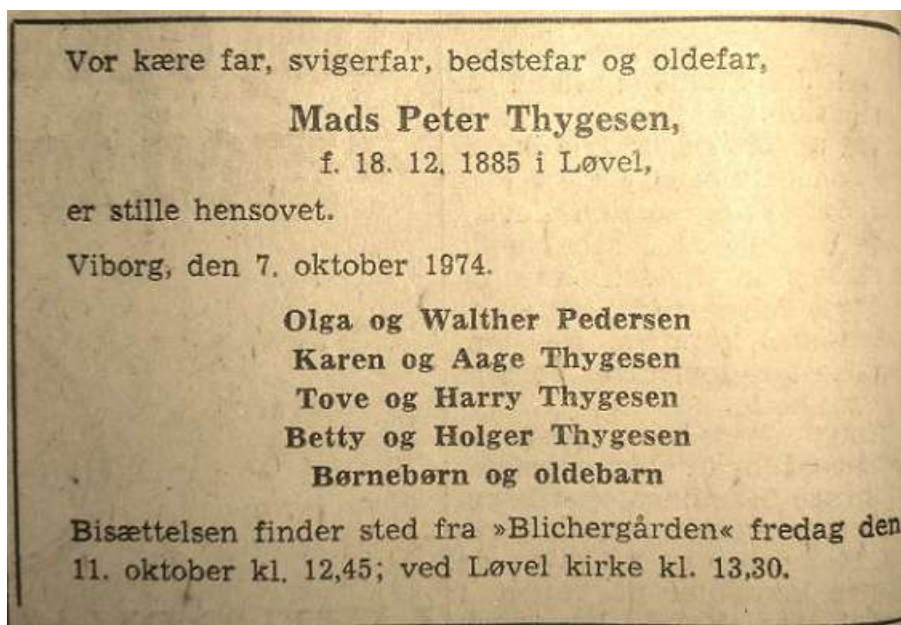 Vor kære far, svigerfar, bedstefar og oldefar,
Mads Peter Thygesen,
f. 18. 12. 1885 i Løvel,
er stille hensovet.
Viborg, den 7. oktober 1974.
Olga og Walther Pedersen
Karen og Aage Thygesen
Tove og Harry Thygesen
Betty og Holger Thygesen
Børnebørn og oldebarn
Bisættelsen finder sted fra »Blichergården« fredag den
11. oktober kl. 12,45; ved Løvel kirke kl. 13,30.